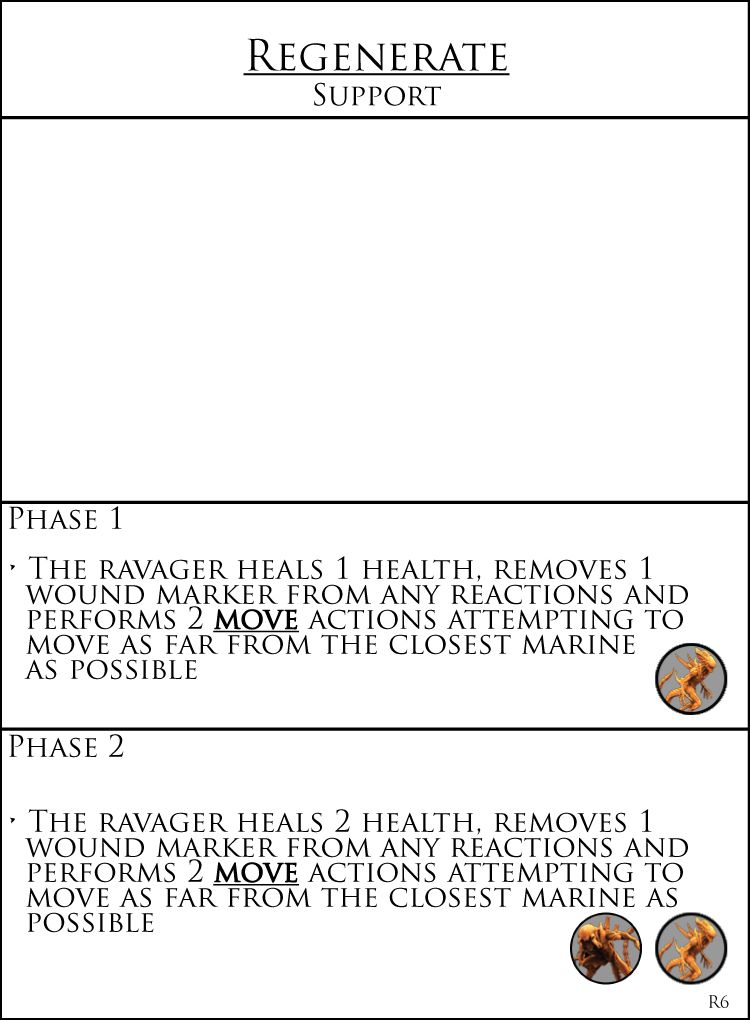 Regenerate
Support
Phase 1
‣ The ravager heals 1 health, removes 1
wound marker from any reactions and
performs 2 move actions attempting to
move as far from the closest marine
as possible
Phase 2
‣ The ravager heals 2 health, removes 1
wound marker from any reactions and
performs 2 move actions attempting to
move as far from the closest marine as
possible
R6